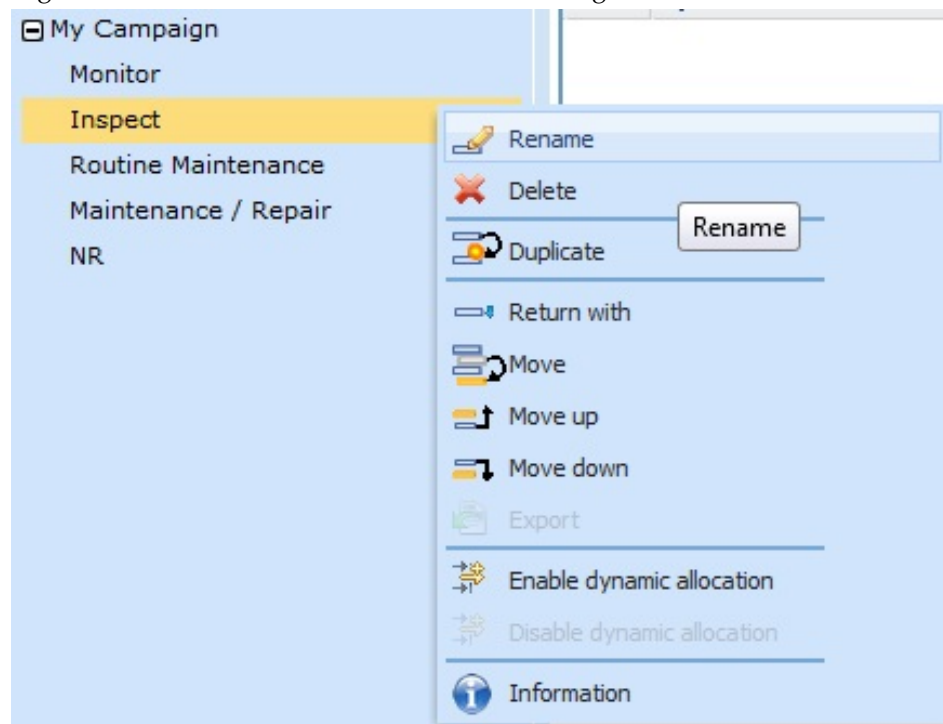 My Campaign
Monitor
Inspect
Routine Maintenance
Maintenance / Repair
NR
Rename
Delete
Rename
Duplicate
Return with
Move
Move up
Move down
Export
Enable dynamic allocation
Disable dynamic allocation
Information